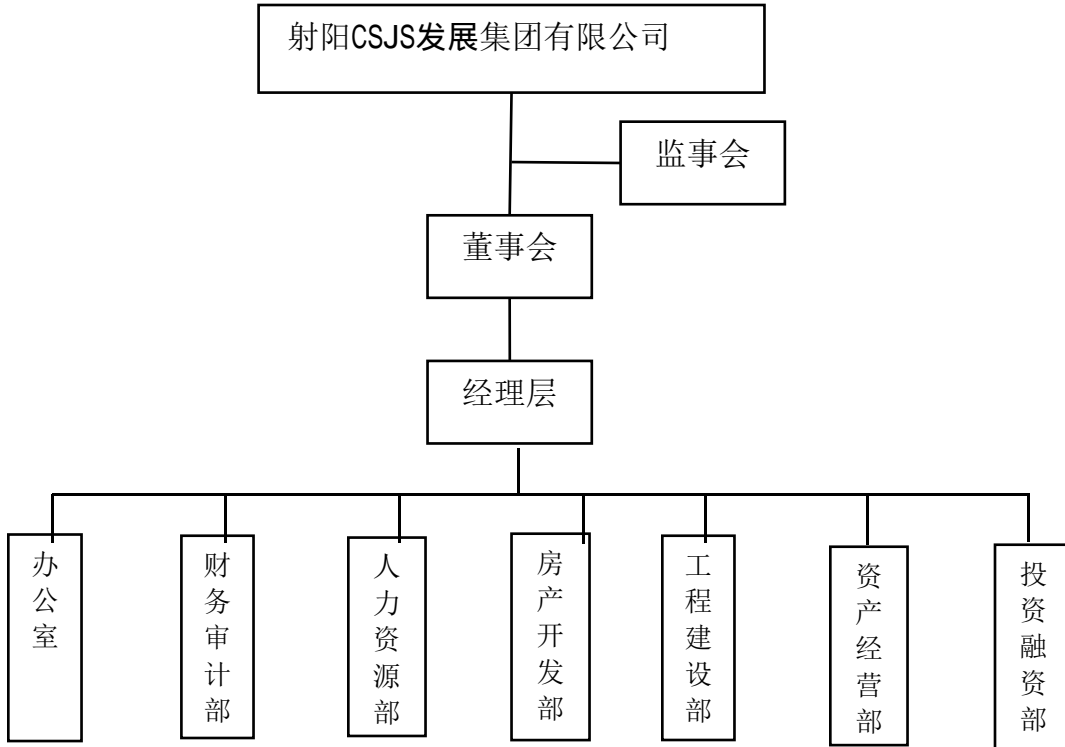 射阳CSJS发展集团有限公司
监事会
董事会
经理层
办公室
财务审计部
人力资源部
房产开发部
工程建设部
资产经营部
投资融资部